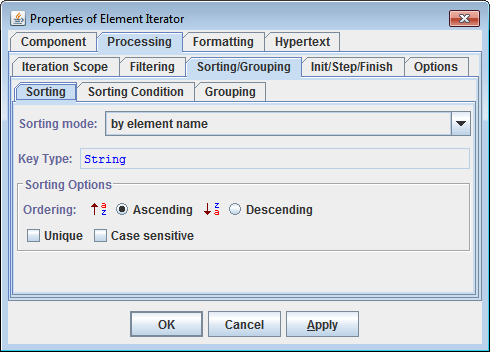 Properties of Element Iterator
Component Processing Formatting Hypertext
Iteration Scope Filtering Sorting/Grouping Init/Step/Finish Options
Sorting Sorting Condition Grouping
Sorting mode: by element name
Key Type: String
Sorting Options
Ordering: a z Ascending z a Descending
Unique Case sensitive
OK Cancel Apply